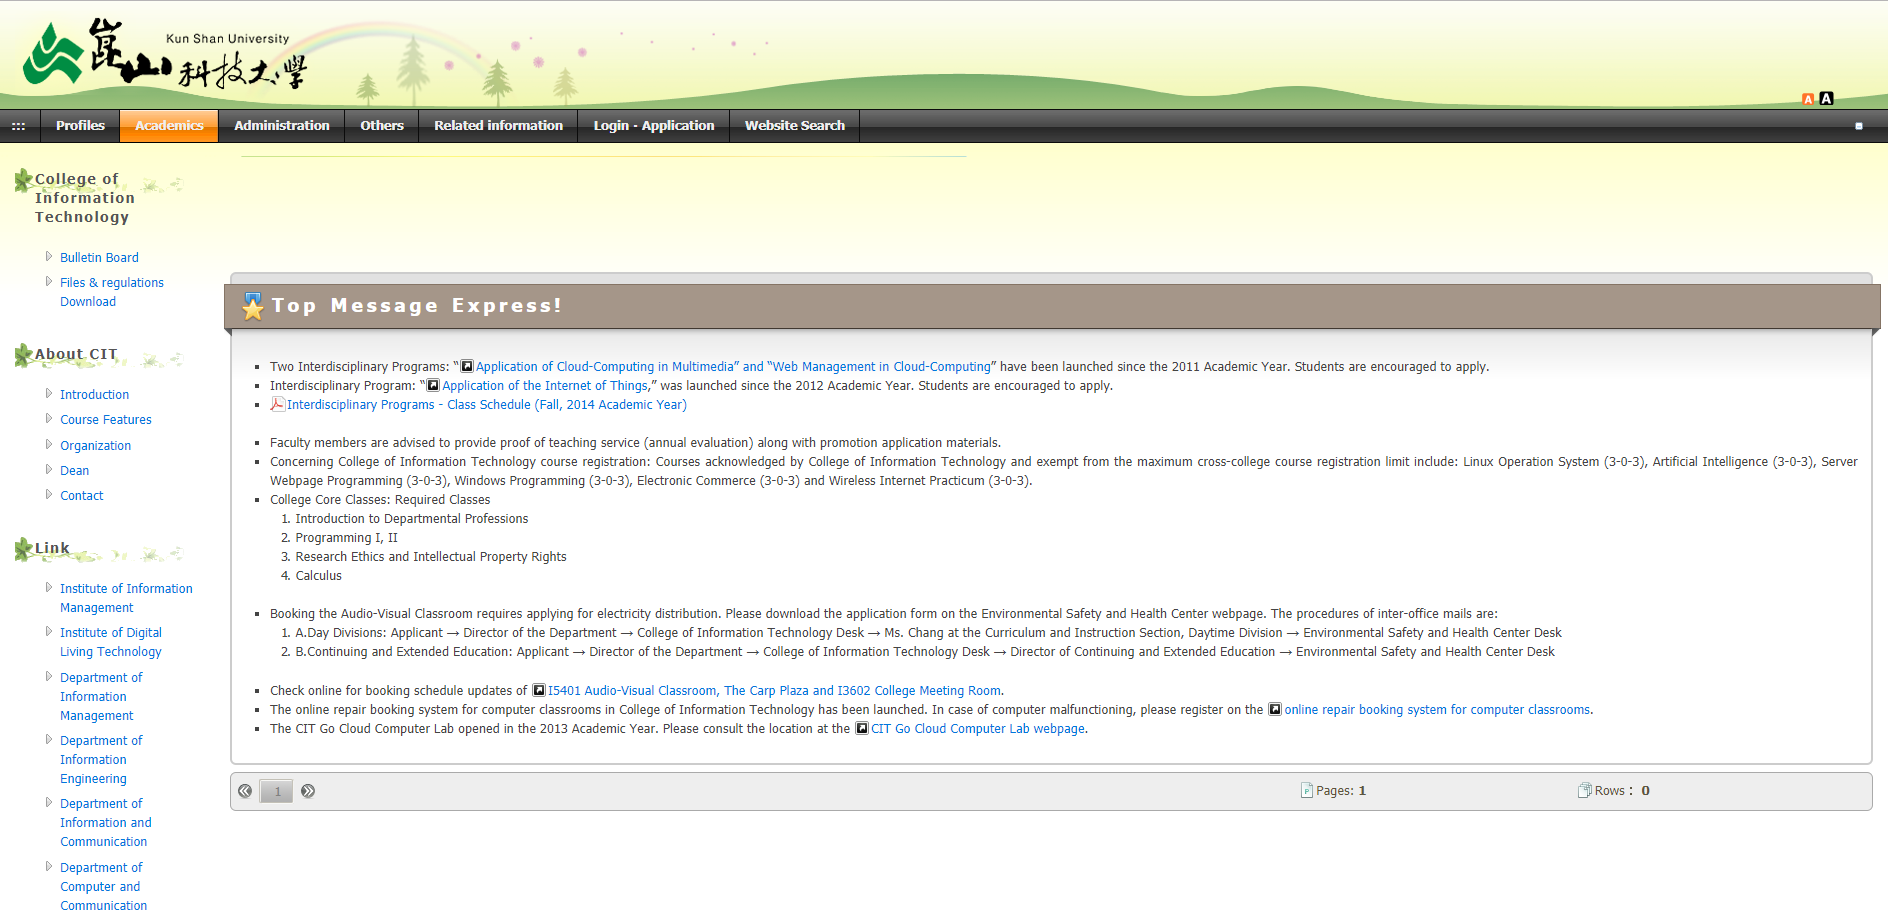 崑山科技大學
Kun Shan University
A A
::: Profiles Academics Administration Others Related information Login - Application Website Search
College of
Information
Technology
Bulletin Board
Files & regulations
Download
About CIT
Introduction
Course Features
Organization
Dean
Contact
Link
Institute of Information
Management
Institute of Digital
Living Technology
Department of
Information
Management
Department of
Information
Engineering
Department of
Information and
Communication
Department of
Computer and
Communication
Top Message Express!
Two Interdisciplinary Programs: “Application of Cloud-Computing in Multimedia” and “Web Management in Cloud-Computing” have been launched since the 2011 Academic Year. Students are encouraged to apply.
Interdisciplinary Program: “Application of the Internet of Things,” was launched since the 2012 Academic Year. Students are encouraged to apply.
Interdisciplinary Programs - Class Schedule (Fall, 2014 Academic Year)
Faculty members are advised to provide proof of teaching service (annual evaluation) along with promotion application materials.
Concerning College of Information Technology course registration: Courses acknowledged by College of Information Technology and exempt from the maximum cross-college course registration limit include: Linux Operation System (3-0-3), Artificial Intelligence (3-0-3), Server
Webpage Programming (3-0-3), Windows Programming (3-0-3), Electronic Commerce (3-0-3) and Wireless Internet Practicum (3-0-3).
College Core Classes: Required Classes
1. Introduction to Departmental Professions
2. Programming I, II
3. Research Ethics and Intellectual Property Rights
4. Calculus
Booking the Audio-Visual Classroom requires applying for electricity distribution. Please download the application form on the Environmental Safety and Health Center webpage. The procedures of inter-office mails are:
1. A.Day Divisions: Applicant → Director of the Department → College of Information Technology Desk → Ms. Chang at the Curriculum and Instruction Section, Daytime Division → Environmental Safety and Health Center Desk
2. B.Continuing and Extended Education: Applicant → Director of the Department → College of Information Technology Desk → Director of Continuing and Extended Education → Environmental Safety and Health Center Desk
Check online for booking schedule updates of I5401 Audio-Visual Classroom, The Carp Plaza and I3602 College Meeting Room.
The online repair booking system for computer classrooms in College of Information Technology has been launched. In case of computer malfunctioning, please register on the online repair booking system for computer classrooms.
The CIT Go Cloud Computer Lab opened in the 2013 Academic Year. Please consult the location at the CIT Go Cloud Computer Lab webpage.
1 Pages: 1 Rows： 0